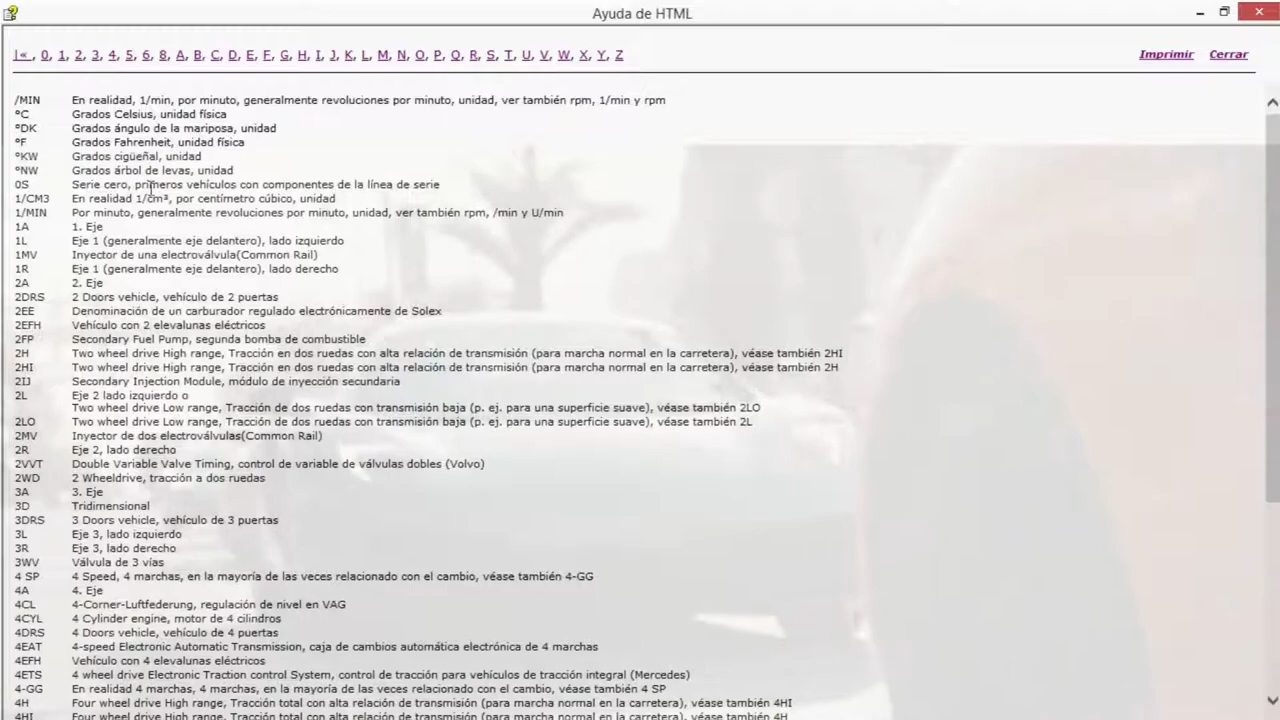 Ayuda de HTML
|«, 0, 1, 2, 3, 4, 5, 6, 8, A, B, C, D, E, F, G, H, I, J, K, L, M, N, O, P, Q, R, S, T, U, V, W, X, Y, Z Imprimir Cerrar
/MIN En realidad, 1/min, por minuto, generalmente revoluciones por minuto, unidad, ver también rpm, 1/min y rpm
°C Grados Celsius, unidad física
°DK Grados ángulo de la mariposa, unidad
°F Grados Fahrenheit, unidad física
°KW Grados cigüeñal, unidad
°NW Grados árbol de levas, unidad
0S Serie cero, primeros vehículos con componentes de la línea de serie
1/CM3 En realidad 1/cm³, por centímetro cúbico, unidad
1/MIN Por minuto, generalmente revoluciones por minuto, unidad, ver también rpm, /min y U/min
1A 1. Eje
1L Eje 1 (generalmente eje delantero), lado izquierdo
1MV Inyector de una electroválvula(Common Rail)
1R Eje 1 (generalmente eje delantero), lado derecho
2A 2. Eje
2DRS 2 Doors vehicle, vehículo de 2 puertas
2EE Denominación de un carburador regulado electrónicamente de Solex
2EFH Vehículo con 2 elevalunas eléctricos
2FP Secondary Fuel Pump, segunda bomba de combustible
2H Two wheel drive High range, Tracción en dos ruedas con alta relación de transmisión (para marcha normal en la carretera), véase también 2HI
2HI Two wheel drive High range, Tracción en dos ruedas con alta relación de transmisión (para marcha normal en la carretera), véase también 2H
2IJ Secondary Injection Module, módulo de inyección secundaria
2L Eje 2 lado izquierdo o
Two wheel drive Low range, Tracción de dos ruedas con transmisión baja (p. ej. para una superficie suave), véase también 2LO
2LO Two wheel drive Low range, Tracción de dos ruedas con transmisión baja (p. ej. para una superficie suave), véase también 2L
2MV Inyector de dos electroválvulas(Common Rail)
2R Eje 2, lado derecho
2VVT Double Variable Valve Timing, control de variable de válvulas dobles (Volvo)
2WD 2 Wheeldrive, tracción a dos ruedas
3A 3. Eje
3D Tridimensional
3DRS 3 Doors vehicle, vehículo de 3 puertas
3L Eje 3, lado izquierdo
3R Eje 3, lado derecho
3WV Válvula de 3 vías
4 SP 4 Speed, 4 marchas, en la mayoría de las veces relacionado con el cambio, véase también 4-GG
4A 4. Eje
4CL 4-Corner-Luftfederung, regulación de nivel en VAG
4CYL 4 Cylinder engine, motor de 4 cilindros
4DRS 4 Doors vehicle, vehículo de 4 puertas
4EAT 4-speed Electronic Automatic Transmission, caja de cambios automática electrónica de 4 marchas
4EFH Vehículo con 4 elevalunas eléctricos
4ETS 4 wheel drive Electronic Traction control System, control de tracción para vehículos de tracción integral (Mercedes)
4-GG En realidad 4 marchas, 4 marchas, en la mayoría de las veces relacionado con el cambio, véase también 4 SP
4H Four wheel drive High range, Tracción total con alta relación de transmisión (para marcha normal en la carretera), véase también 4HI
4HI Four wheel drive High range, Tracción total con alta relación de transmisión (para marcha normal en la carretera), véase también 4H